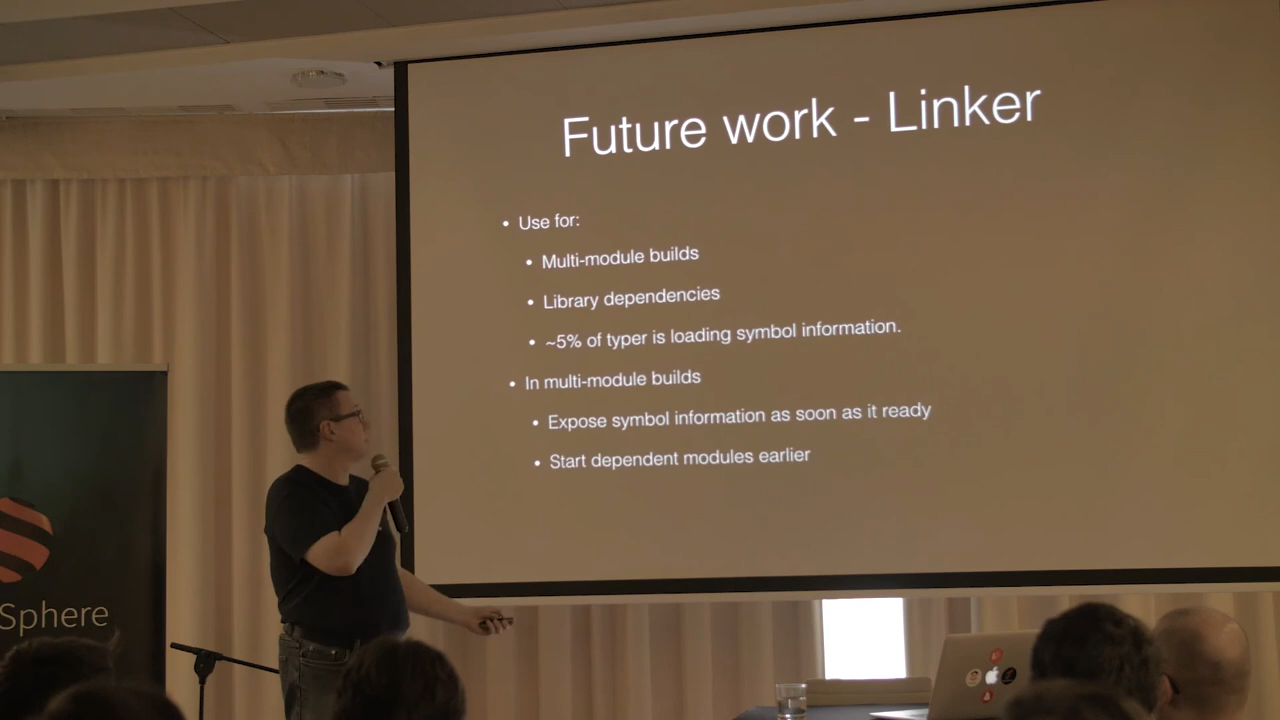 Future work - Linker
• Use for:
• Multi-module builds
• Library dependencies
• ~5% of typer is loading symbol information.
• In multi-module builds
• Expose symbol information as soon as it ready
• Start dependent modules earlier
Sphere